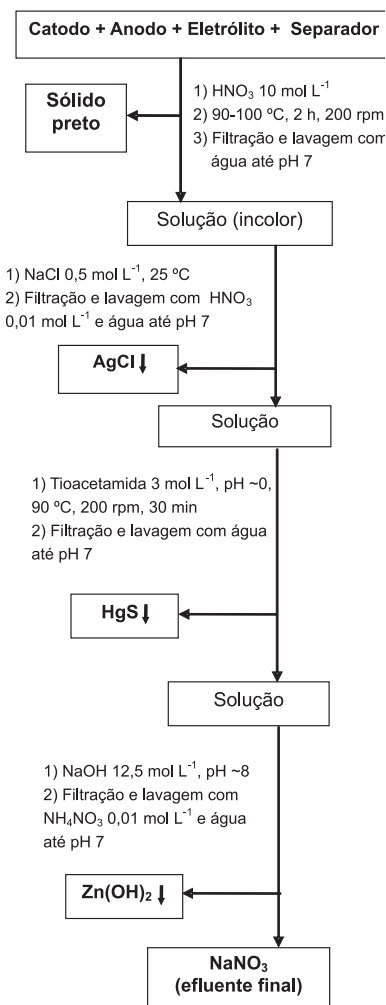 Catodo + Anodo + Eletrólito + Separador
Sólido
preto
1) HNO₃ 10 mol L⁻¹
2) 90-100 ºC, 2 h, 200 rpm
3) Filtração e lavagem com
água até pH 7
Solução (incolor)
1) NaCl 0,5 mol L⁻¹, 25 ºC
2) Filtração e lavagem com HNO₃
0,01 mol L⁻¹ e água até pH 7
AgCl↓
Solução
1) Tioacetamida 3 mol L⁻¹, pH ~0,
90 ºC, 200 rpm, 30 min
2) Filtração e lavagem com água
até pH 7
HgS↓
Solução
1) NaOH 12,5 mol L⁻¹, pH ~8
2) Filtração e lavagem com
NH₄NO₃ 0,01 mol L⁻¹ e água
até pH 7
Zn(OH)₂ ↓
NaNO₃
(efluente final)